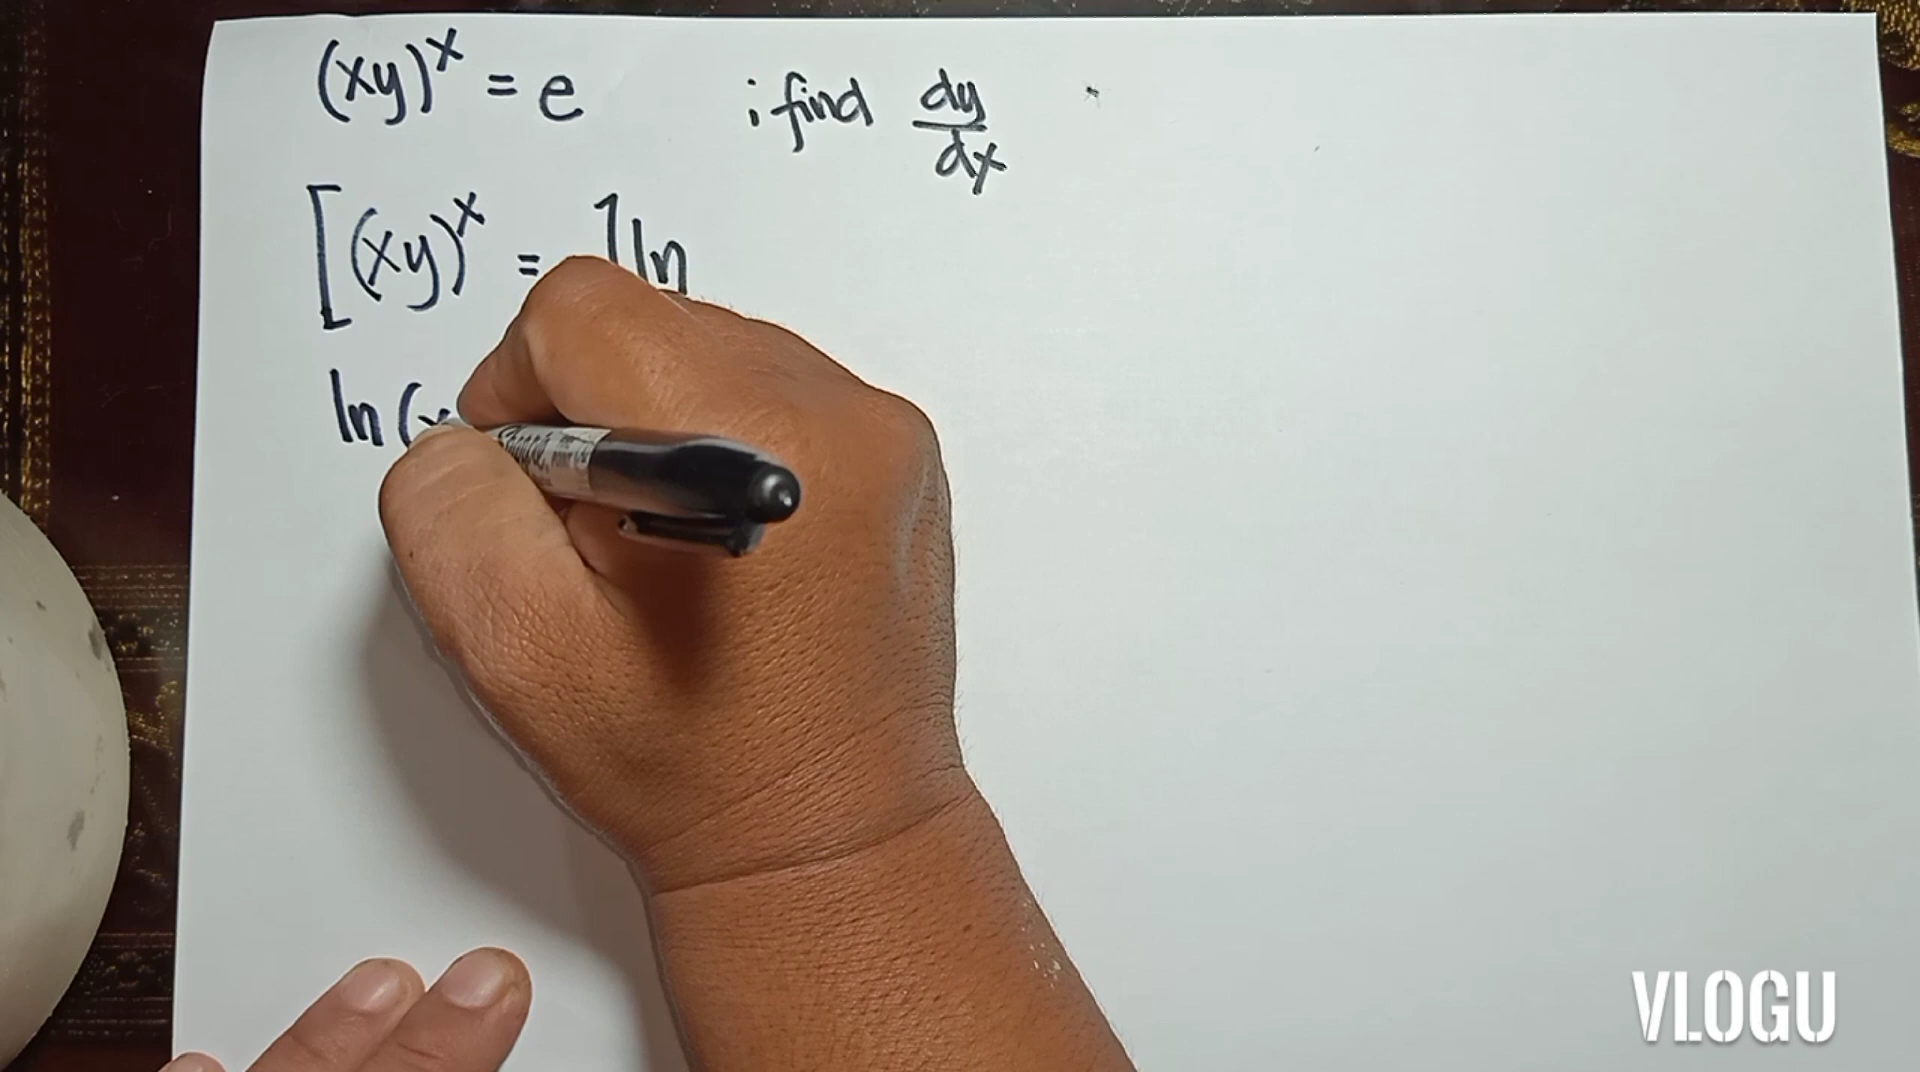 (xy)^x = e ; find dy/dx
[(xy)^x = ] ln
ln (x
VLOGU